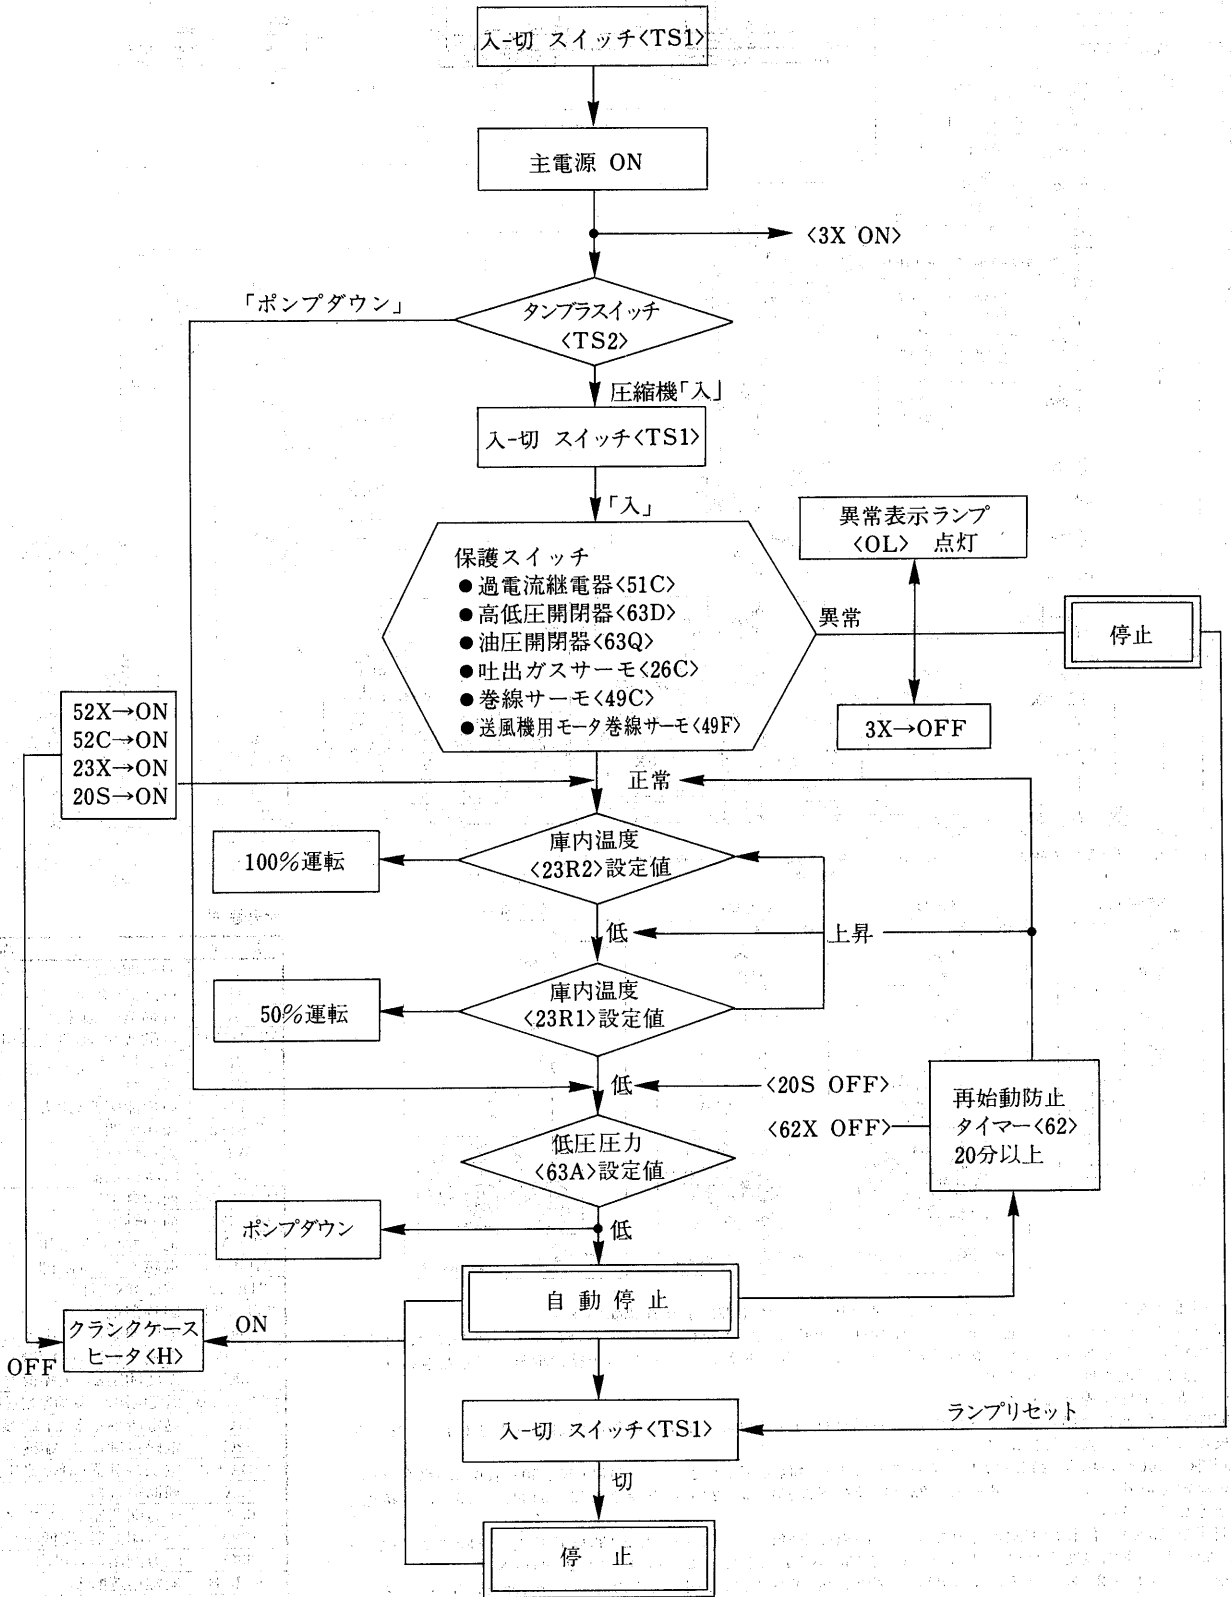 入-切 スイッチ<TS1>
主電源 ON
<3X ON>
「ポンプダウン」
タンブラスイッチ
<TS2>
圧縮機「入」
入-切 スイッチ<TS1>
「入」
保護スイッチ
●過電流継電器<51C>
●高低圧開閉器<63D>
●油圧開閉器<63Q>
●吐出ガスサーモ<26C>
●巻線サーモ<49C>
●送風機用モータ巻線サーモ<49F>
異常表示ランプ
<OL> 点灯
異常
停止
3X→OFF
52X→ON
52C→ON
23X→ON
20S→ON
正常
庫内温度
<23R2>設定値
100%運転
低
上昇
庫内温度
<23R1>設定値
50%運転
低
<20S OFF>
<62X OFF>
再始動防止
タイマー<62>
20分以上
低圧圧力
<63A>設定値
ポンプダウン
低
自動停止
クランクケース
ヒータ<H>
ON
OFF
入-切 スイッチ<TS1>
ランプリセット
切
停 止